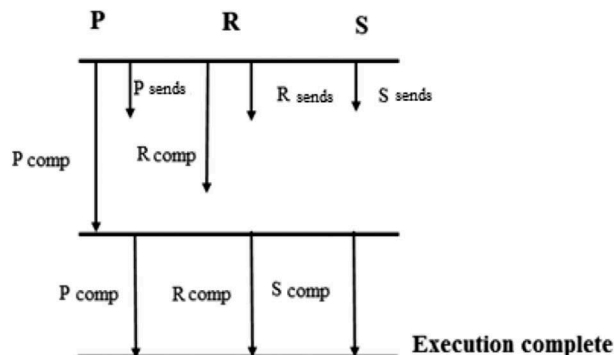 P R S
P sends
R sends S sends
P comp R comp
P comp R comp S comp
Execution complete